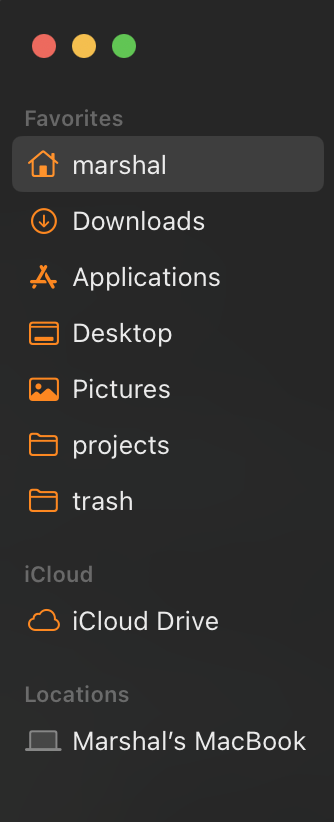 Favorites
marshal
Downloads
Applications
Desktop
Pictures
projects
trash
iCloud
iCloud Drive
Locations
Marshal’s MacBook